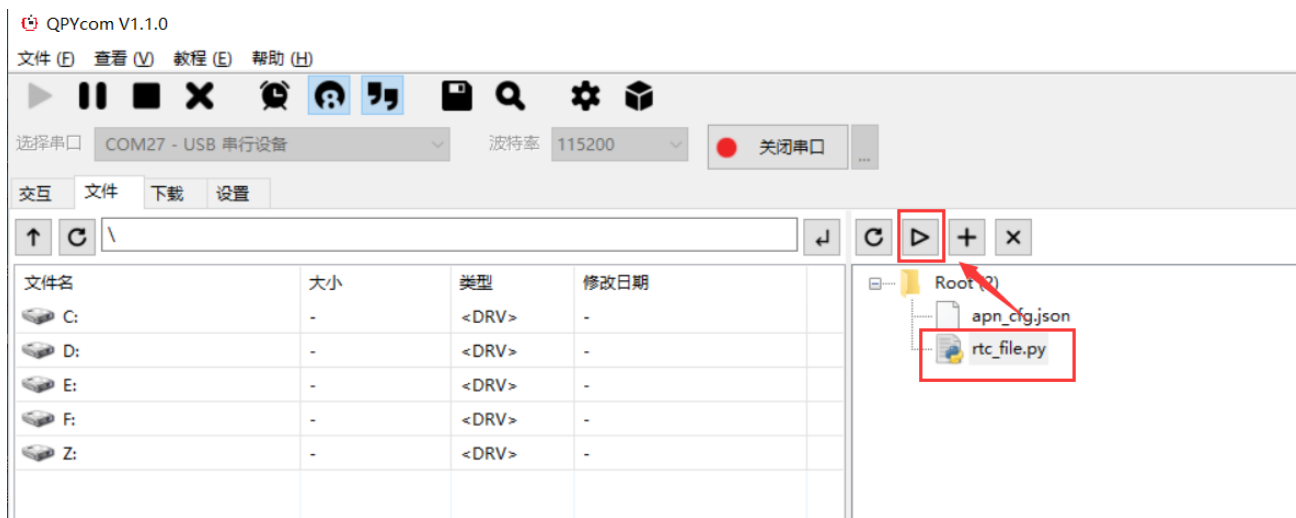 QPYcom V1.1.0
文件 (F) 查看 (V) 教程 (E) 帮助 (H)
选择串口 COM27 - USB 串行设备 波特率 115200 关闭串口 ...
交互 文件 下载 设置
\
文件名 大小 类型 修改日期
C: - <DRV> -
D: - <DRV> -
E: - <DRV> -
F: - <DRV> -
Z: - <DRV> -
Root (2)
apn_cfg.json
rtc_file.py